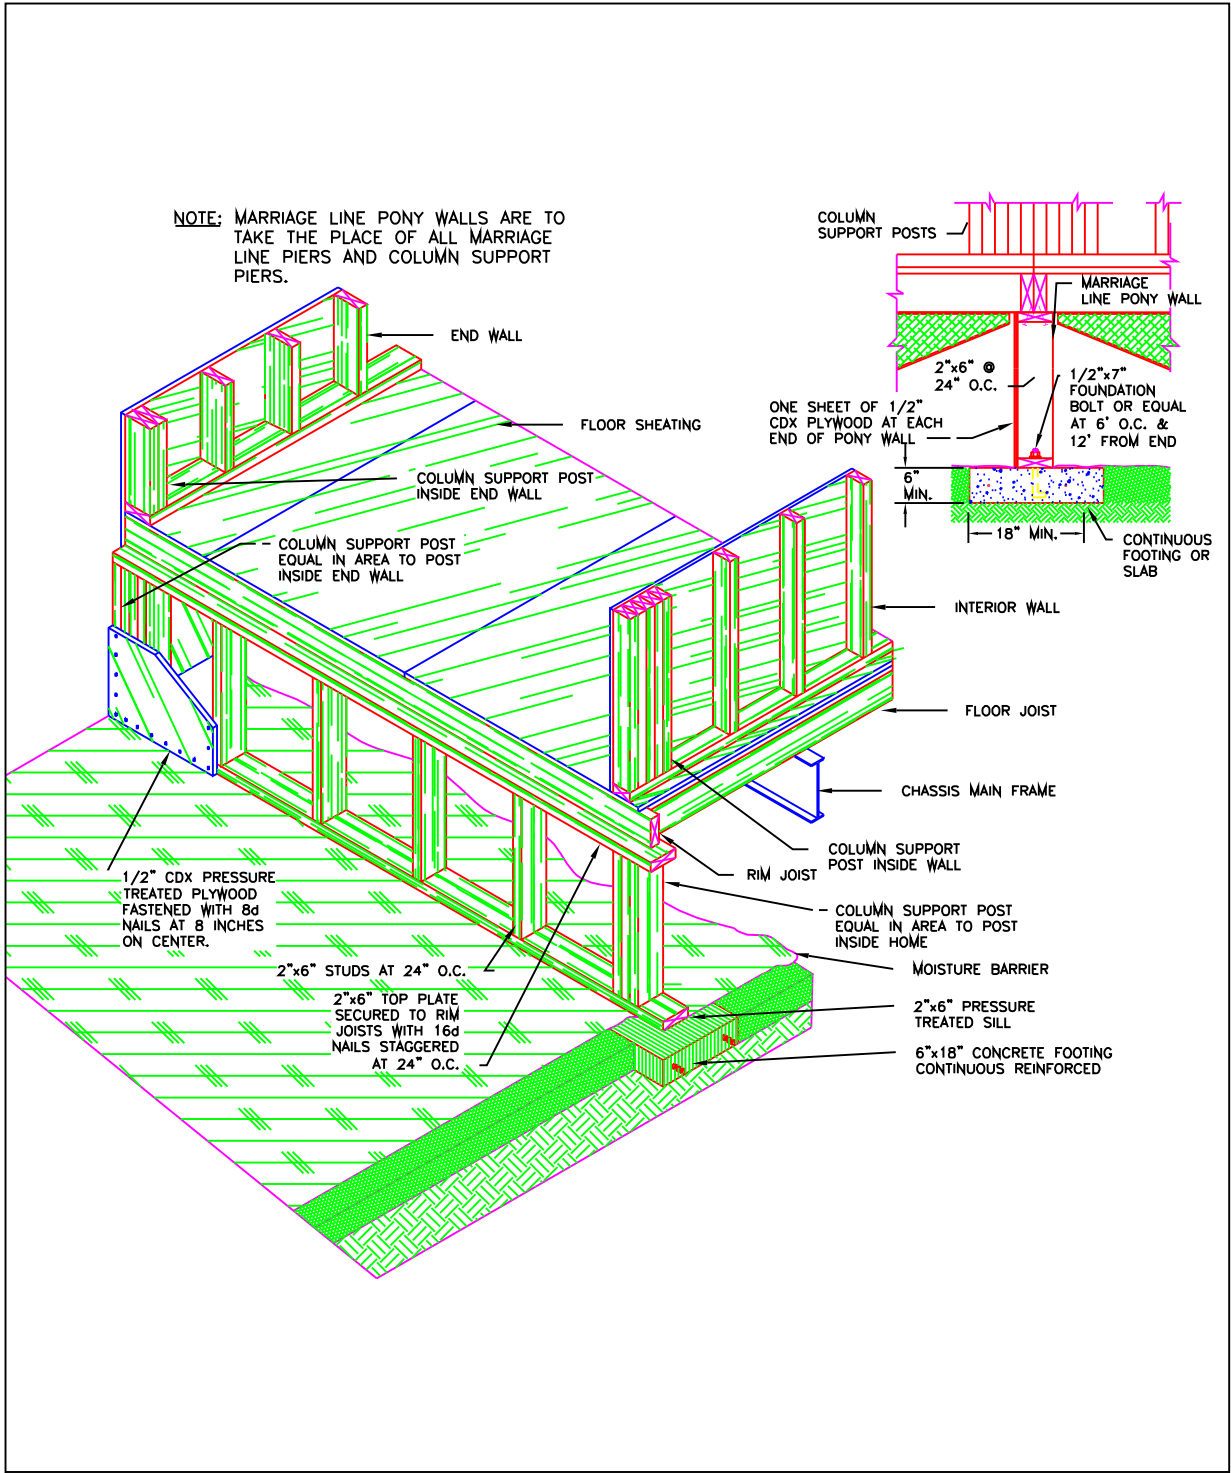 NOTE: MARRIAGE LINE PONY WALLS ARE TO
TAKE THE PLACE OF ALL MARRIAGE
LINE PIERS AND COLUMN SUPPORT
PIERS.
COLUMN
SUPPORT POSTS
MARRIAGE
LINE PONY WALL
END WALL
2"x6" @
24" O.C.
1/2"x7"
FOUNDATION
BOLT OR EQUAL
AT 6' O.C. &
12' FROM END
ONE SHEET OF 1/2"
CDX PLYWOOD AT EACH
END OF PONY WALL
FLOOR SHEATING
6"
MIN.
18" MIN.
CONTINUOUS
FOOTING OR
SLAB
COLUMN SUPPORT POST
INSIDE END WALL
COLUMN SUPPORT POST
EQUAL IN AREA TO POST
INSIDE END WALL
INTERIOR WALL
FLOOR JOIST
CHASSIS MAIN FRAME
COLUMN SUPPORT
POST INSIDE WALL
RIM JOIST
1/2" CDX PRESSURE
TREATED PLYWOOD
FASTENED WITH 8d
NAILS AT 8 INCHES
ON CENTER.
COLUMN SUPPORT POST
EQUAL IN AREA TO POST
INSIDE HOME
MOISTURE BARRIER
2"x6" STUDS AT 24" O.C.
2"x6" TOP PLATE
SECURED TO RIM
JOISTS WITH 16d
NAILS STAGGERED
AT 24" O.C.
2"x6" PRESSURE
TREATED SILL
6"x18" CONCRETE FOOTING
CONTINUOUS REINFORCED